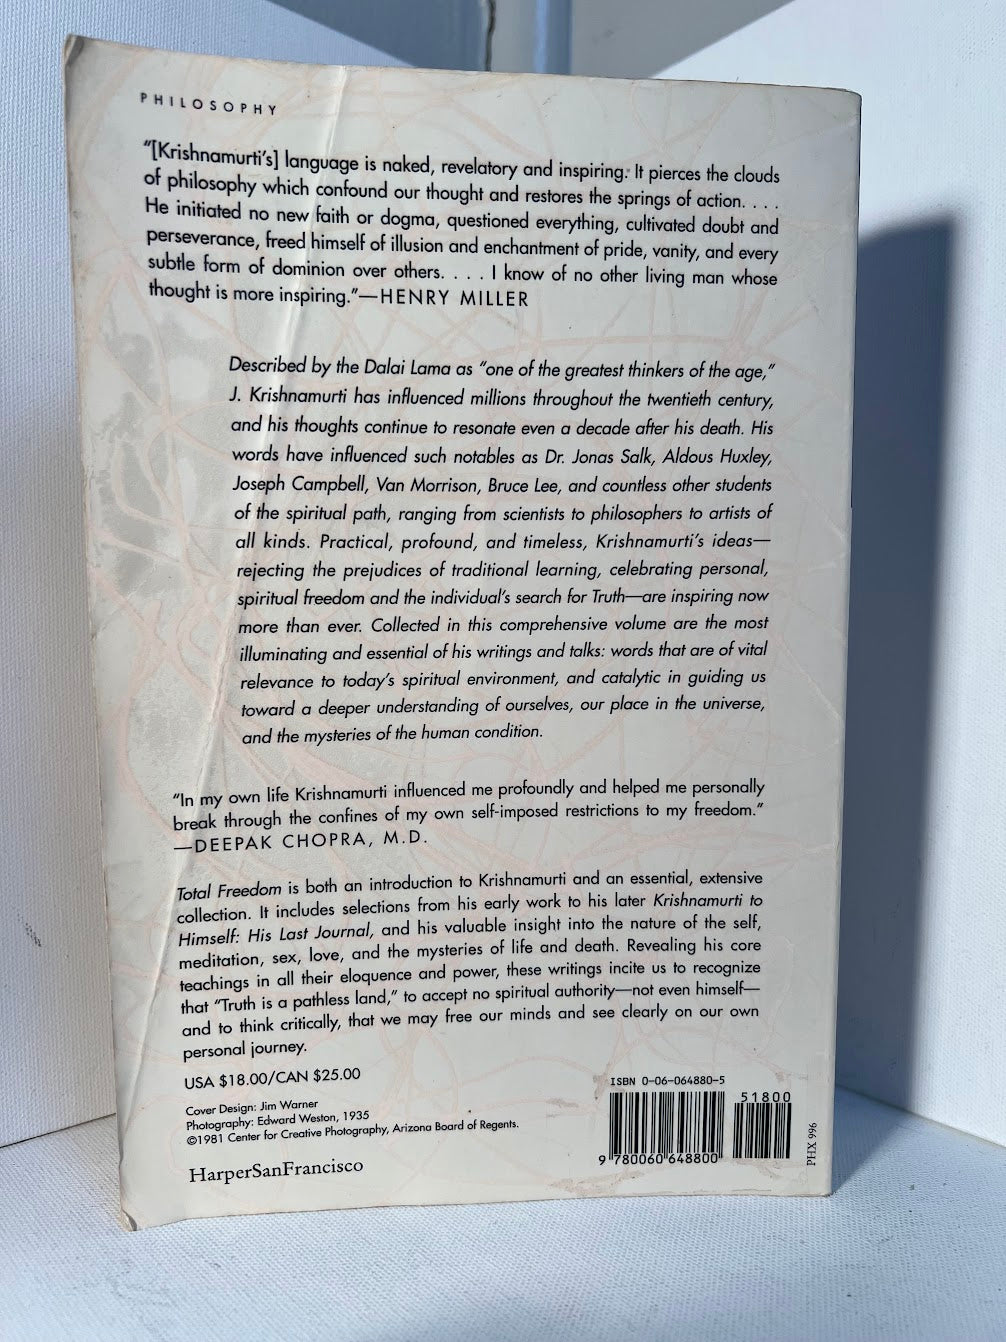 PHILOSOPHY
“[Krishnamurti’s] language is naked, revelatory and inspiring. It pierces the clouds
of philosophy which confound our thought and restores the springs of action. . . .
He initiated no new faith or dogma, questioned everything, cultivated doubt and
perseverance, freed himself of illusion and enchantment of pride, vanity, and every
subtle form of dominion over others. . . . I know of no other living man whose
thought is more inspiring.”—HENRY MILLER
Described by the Dalai Lama as “one of the greatest thinkers of the age,”
J. Krishnamurti has influenced millions throughout the twentieth century,
and his thoughts continue to resonate even a decade after his death. His
words have influenced such notables as Dr. Jonas Salk, Aldous Huxley,
Joseph Campbell, Van Morrison, Bruce Lee, and countless other students
of the spiritual path, ranging from scientists to philosophers to artists of
all kinds. Practical, profound, and timeless, Krishnamurti’s ideas—
rejecting the prejudices of traditional learning, celebrating personal,
spiritual freedom and the individual’s search for Truth—are inspiring now
more than ever. Collected in this comprehensive volume are the most
illuminating and essential of his writings and talks: words that are of vital
relevance to today’s spiritual environment, and catalytic in guiding us
toward a deeper understanding of ourselves, our place in the universe,
and the mysteries of the human condition.
“In my own life Krishnamurti influenced me profoundly and helped me personally
break through the confines of my own self-imposed restrictions to my freedom.”
—DEEPAK CHOPRA, M.D.
Total Freedom is both an introduction to Krishnamurti and an essential, extensive
collection. It includes selections from his early work to his later Krishnamurti to
Himself: His Last Journal, and his valuable insight into the nature of the self,
meditation, sex, love, and the mysteries of life and death. Revealing his core
teachings in all their eloquence and power, these writings incite us to recognize
that “Truth is a pathless land,” to accept no spiritual authority—not even himself—
and to think critically, that we may free our minds and see clearly on our own
personal journey.
USA $18.00/CAN $25.00
Cover Design: Jim Warner
Photography: Edward Weston, 1935
©1981 Center for Creative Photography, Arizona Board of Regents.
HarperSanFrancisco
ISBN 0-06-064880-5
51800
9 780060 648800
PHX 996